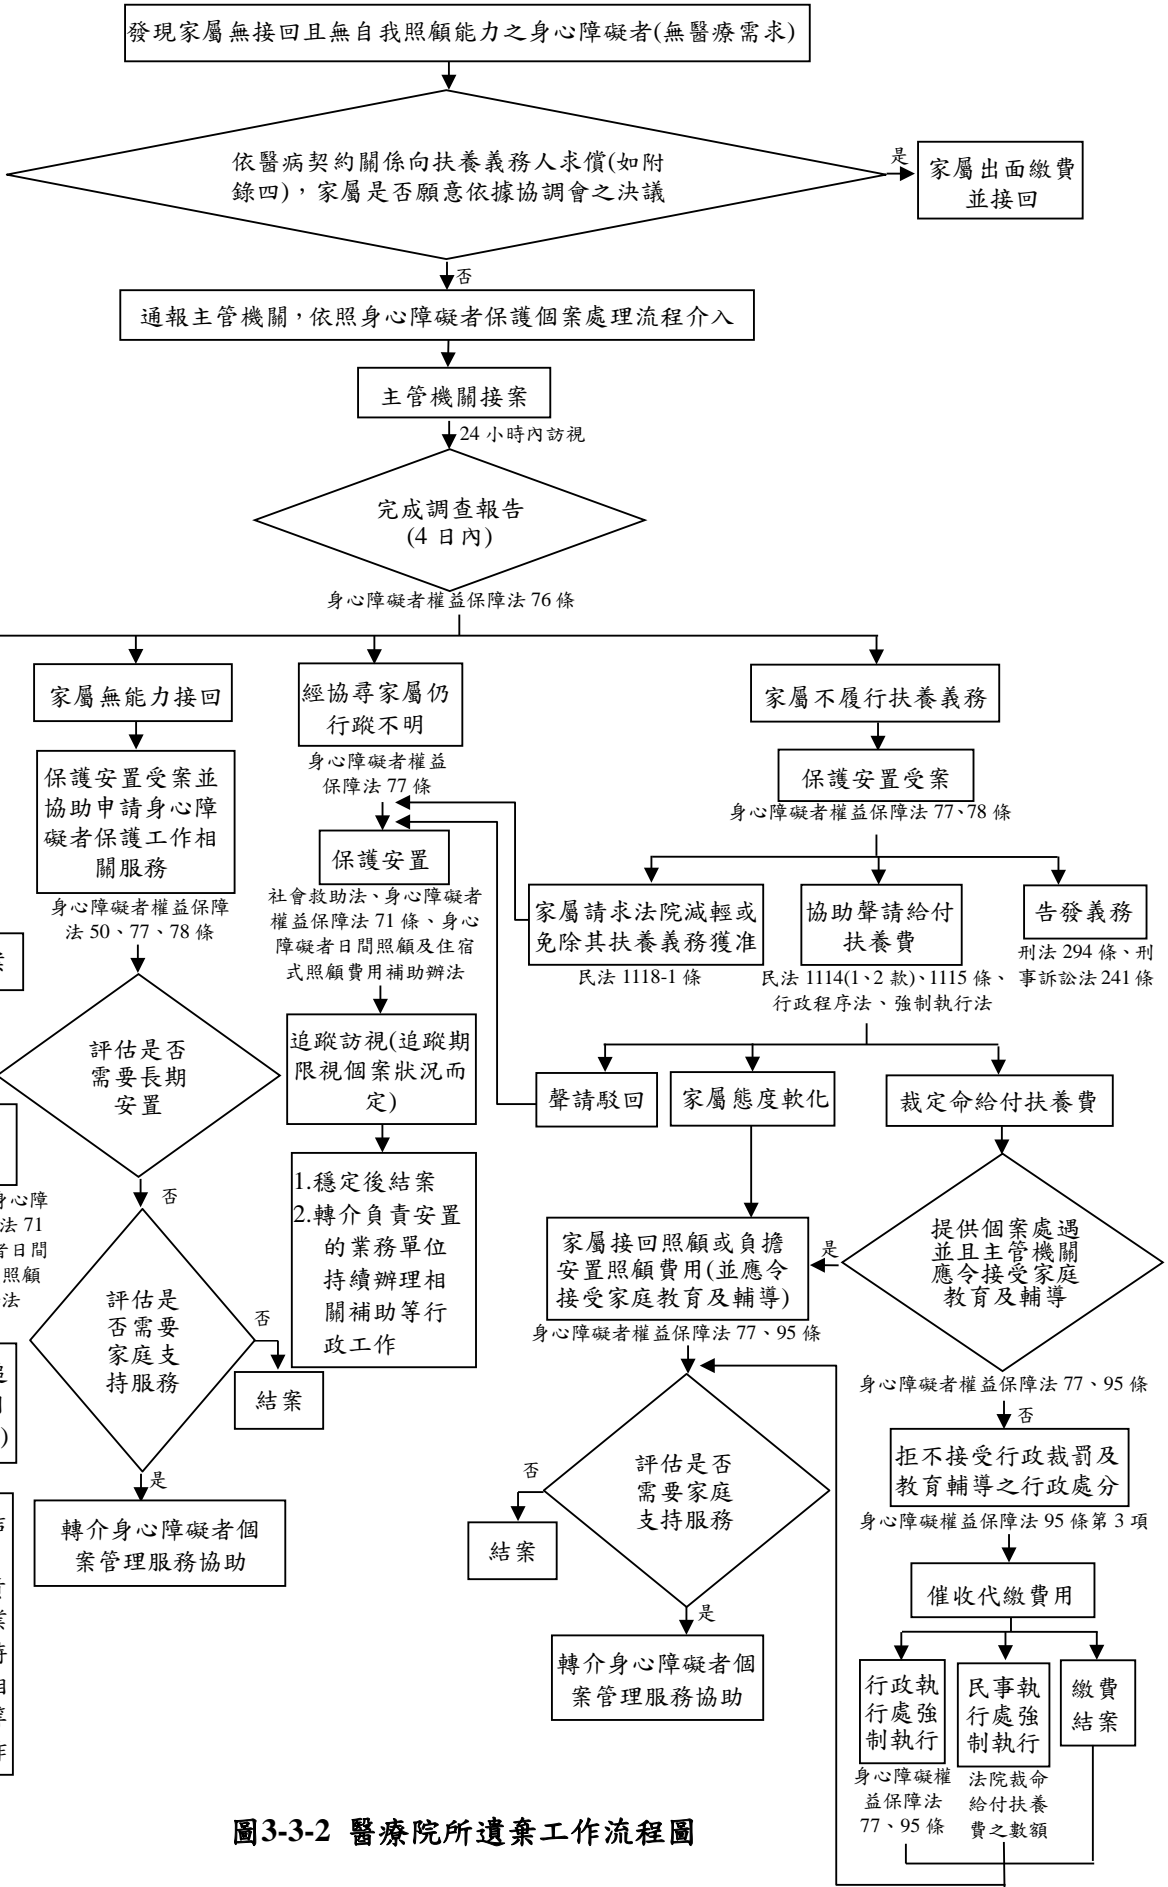 發現家屬無接回且無自我照顧能力之身心障礙者(無醫療需求)
依醫病契約關係向扶養義務人求償(如附
錄四)，家屬是否願意依據協調會之決議
是
家屬出面繳費
並接回
否
通報主管機關，依照身心障礙者保護個案處理流程介入
主管機關接案
24 小時內訪視
完成調查報告
(4 日內)
身心障礙者權益保障法 76 條
家屬無能力接回
保護安置受案並
協助申請身心障
礙者保護工作相
關服務
身心障礙者權益保障
法 50、77、78 條
評估是否
需要長期
安置
否
評估是
否需要
家庭支
持服務
否
結案
是
轉介身心障礙者個
案管理服務協助
經協尋家屬仍
行蹤不明
身心障礙者權益
保障法 77 條
保護安置
社會救助法、身心障礙者
權益保障法 71 條、身心
障礙者日間照顧及住宿
式照顧費用補助辦法
追蹤訪視(追蹤期
限視個案狀況而
定)
1.穩定後結案
2.轉介負責安置
的業務單位
持續辦理相
關補助等行
政工作
家屬不履行扶養義務
保護安置受案
身心障礙者權益保障法 77、78 條
家屬請求法院減輕或
免除其扶養義務獲准
民法 1118-1 條
協助聲請給付
扶養費
民法 1114(1、2 款)、1115 條、
行政程序法、強制執行法
告發義務
刑法 294 條、刑
事訴訟法 241 條
聲請駁回
家屬態度軟化
裁定命給付扶養費
提供個案處遇
並且主管機關
應令接受家庭
教育及輔導
是
家屬接回照顧或負擔
安置照顧費用(並應令
接受家庭教育及輔導)
身心障礙者權益保障法 77、95 條
身心障礙者權益保障法 77、95 條
否
拒不接受行政裁罰及
教育輔導之行政處分
身心障礙權益保障法 95 條第 3 項
評估是否
需要家庭
支持服務
否
結案
是
轉介身心障礙者個
案管理服務協助
催收代繳費用
行政執
行處強
制執行
身心障礙權
益保障法
77、95 條
民事執
行處強
制執行
法院裁命
給付扶養
費之數額
繳費
結案
身心障
法 71
者日間
照顧
法
圖3-3-2 醫療院所遺棄工作流程圖